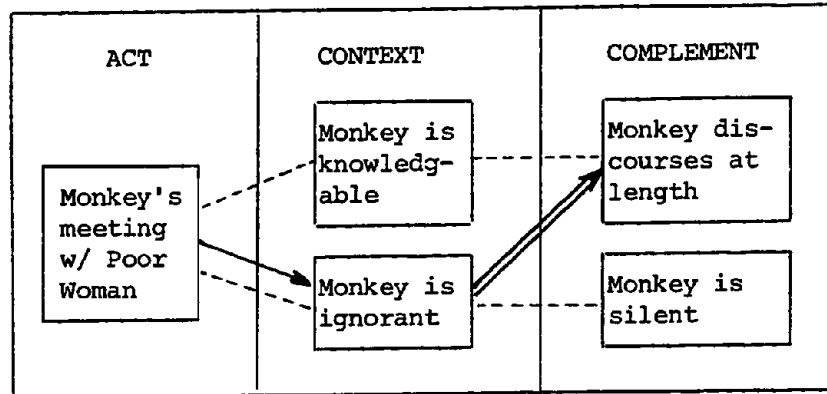 ACT
CONTEXT
COMPLEMENT
Monkey's
meeting
w/ Poor
Woman
Monkey is
knowledg-
able
Monkey is
ignorant
Monkey dis-
courses at
length
Monkey is
silent